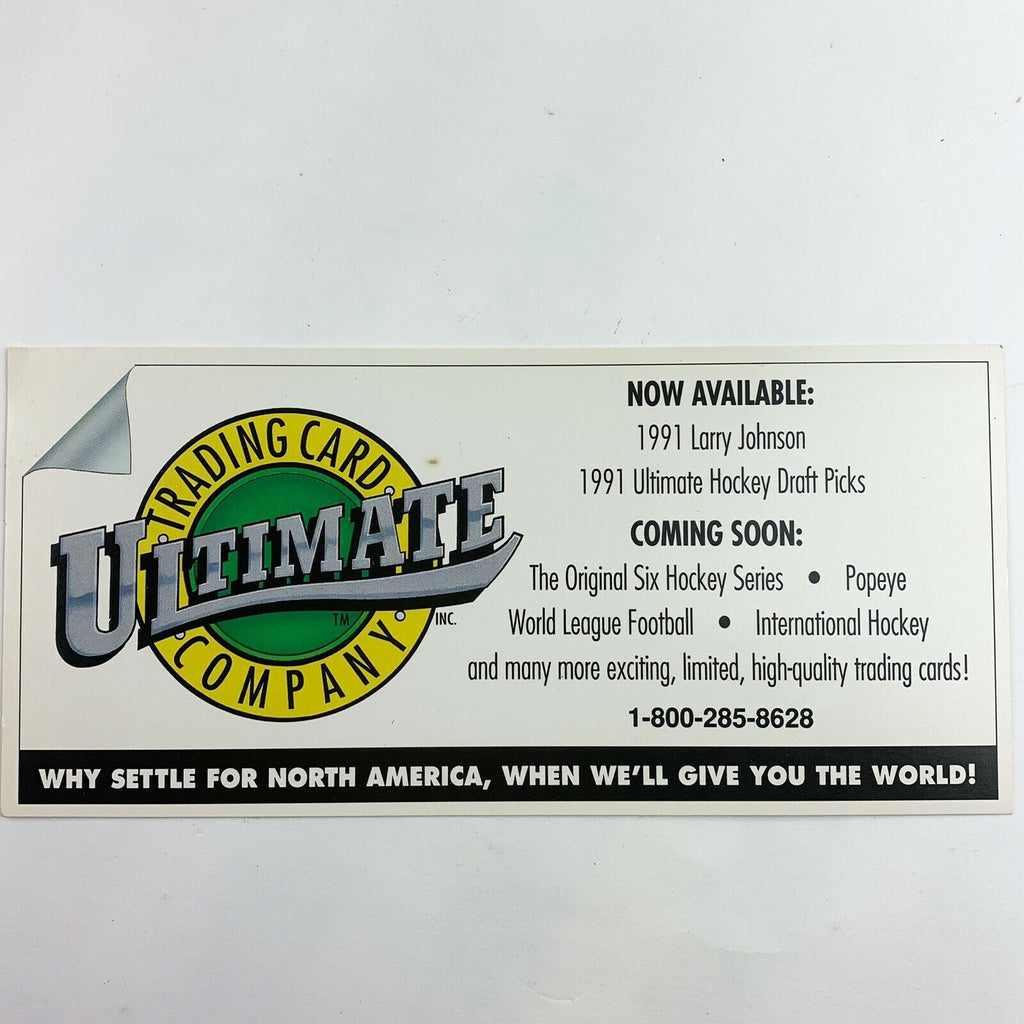 TRADING CARD
ULTIMATE
TM
INC.
COMPANY
NOW AVAILABLE:
1991 Larry Johnson
1991 Ultimate Hockey Draft Picks
COMING SOON:
The Original Six Hockey Series • Popeye
World League Football • International Hockey
and many more exciting, limited, high-quality trading cards!
1-800-285-8628
WHY SETTLE FOR NORTH AMERICA, WHEN WE'LL GIVE YOU THE WORLD!